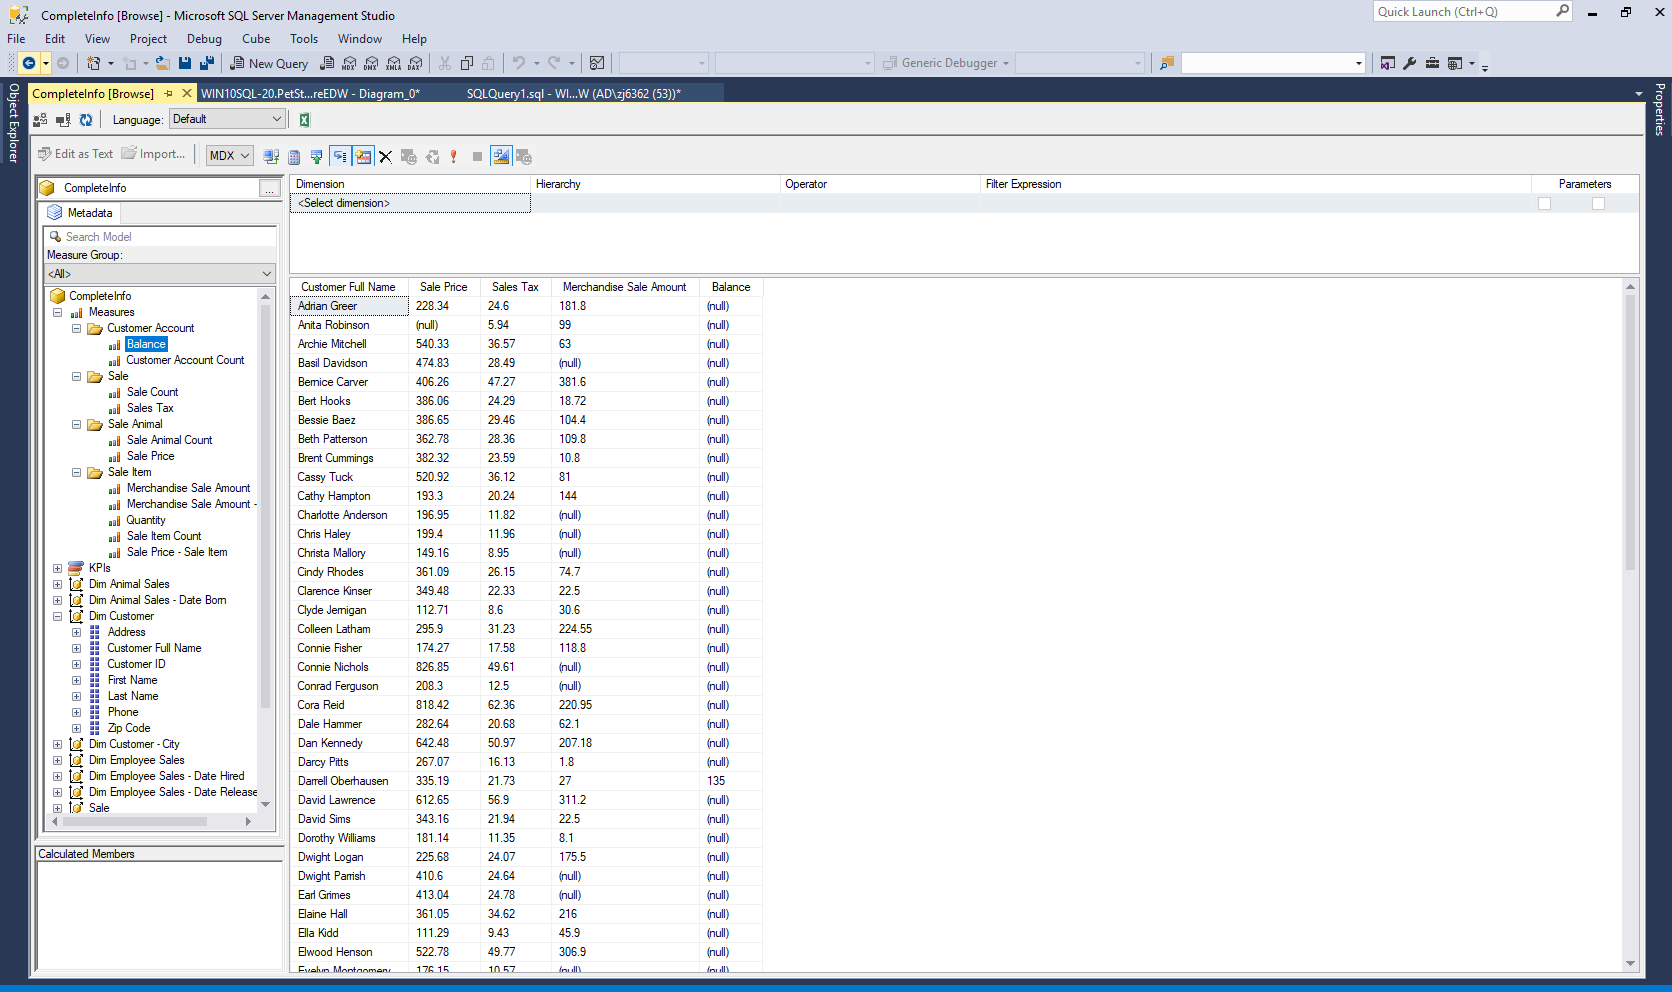 CompleteInfo [Browse] - Microsoft SQL Server Management Studio
Quick Launch (Ctrl+Q)
File Edit View Project Debug Cube Tools Window Help
New Query MDX DMX XMLA DAX Generic Debugger
Object Explorer
Properties
CompleteInfo [Browse] WIN10SQL-20.PetSt...reEDW - Diagram_0* SQLQuery1.sql - WI...W (AD\zj6362 (53))*
Language: Default
Edit as Text Import... MDX
CompleteInfo ...
Metadata
Search Model
Measure Group:
<All>
CompleteInfo
Measures
Customer Account
Balance
Customer Account Count
Sale
Sale Count
Sales Tax
Sale Animal
Sale Animal Count
Sale Price
Sale Item
Merchandise Sale Amount
Merchandise Sale Amount -
Quantity
Sale Item Count
Sale Price - Sale Item
KPIs
Dim Animal Sales
Dim Animal Sales - Date Born
Dim Customer
Address
Customer Full Name
Customer ID
First Name
Last Name
Phone
Zip Code
Dim Customer - City
Dim Employee Sales
Dim Employee Sales - Date Hired
Dim Employee Sales - Date Release
Sale
Calculated Members
Dimension Hierarchy Operator Filter Expression Parameters
<Select dimension>
Customer Full Name Sale Price Sales Tax Merchandise Sale Amount Balance
Adrian Greer 228.34 24.6 181.8 (null)
Anita Robinson (null) 5.94 99 (null)
Archie Mitchell 540.33 36.57 63 (null)
Basil Davidson 474.83 28.49 (null) (null)
Bernice Carver 406.26 47.27 381.6 (null)
Bert Hooks 386.06 24.29 18.72 (null)
Bessie Baez 386.65 29.46 104.4 (null)
Beth Patterson 362.78 28.36 109.8 (null)
Brent Cummings 382.32 23.59 10.8 (null)
Cassy Tuck 520.92 36.12 81 (null)
Cathy Hampton 193.3 20.24 144 (null)
Charlotte Anderson 196.95 11.82 (null) (null)
Chris Haley 199.4 11.96 (null) (null)
Christa Mallory 149.16 8.95 (null) (null)
Cindy Rhodes 361.09 26.15 74.7 (null)
Clarence Kinser 349.48 22.33 22.5 (null)
Clyde Jernigan 112.71 8.6 30.6 (null)
Colleen Latham 295.9 31.23 224.55 (null)
Connie Fisher 174.27 17.58 118.8 (null)
Connie Nichols 826.85 49.61 (null) (null)
Conrad Ferguson 208.3 12.5 (null) (null)
Cora Reid 818.42 62.36 220.95 (null)
Dale Hammer 282.64 20.68 62.1 (null)
Dan Kennedy 642.48 50.97 207.18 (null)
Darcy Pitts 267.07 16.13 1.8 (null)
Darrell Oberhausen 335.19 21.73 27 135
David Lawrence 612.65 56.9 311.2 (null)
David Sims 343.16 21.94 22.5 (null)
Dorothy Williams 181.14 11.35 8.1 (null)
Dwight Logan 225.68 24.07 175.5 (null)
Dwight Parrish 410.6 24.64 (null) (null)
Earl Grimes 413.04 24.78 (null) (null)
Elaine Hall 361.05 34.62 216 (null)
Ella Kidd 111.29 9.43 45.9 (null)
Elwood Henson 522.78 49.77 306.9 (null)
Evelyn Montgomery 176.15 10.57 (null) (null)